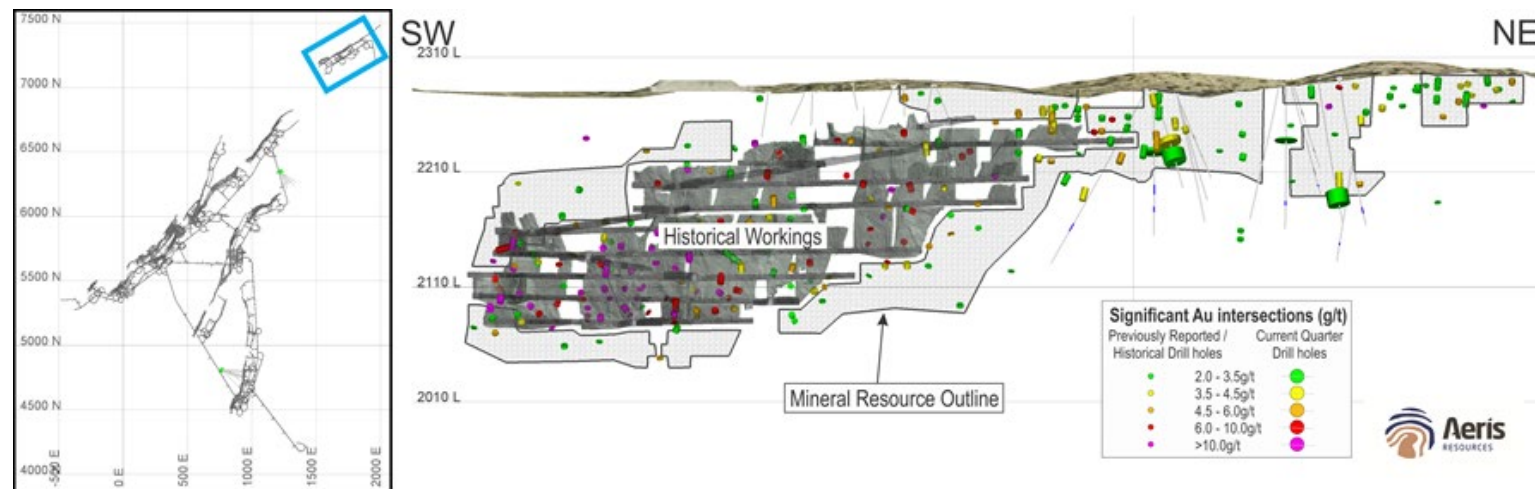 7500 N
7000 N
6500 N
6000 N
5500 N
5000 N
4500 N
4000 N
-500 E
0 E
500 E
1000 E
1500 E
2000 E
SW
NE
2310 L
2210 L
2110 L
2010 L
Historical Workings
Mineral Resource Outline
Significant Au intersections (g/t)
Previously Reported / Current Quarter
Historical Drill holes Drill holes
2.0 - 3.5g/t
3.5 - 4.5g/t
4.5 - 6.0g/t
6.0 - 10.0g/t
>10.0g/t
Aeris
RESOURCES